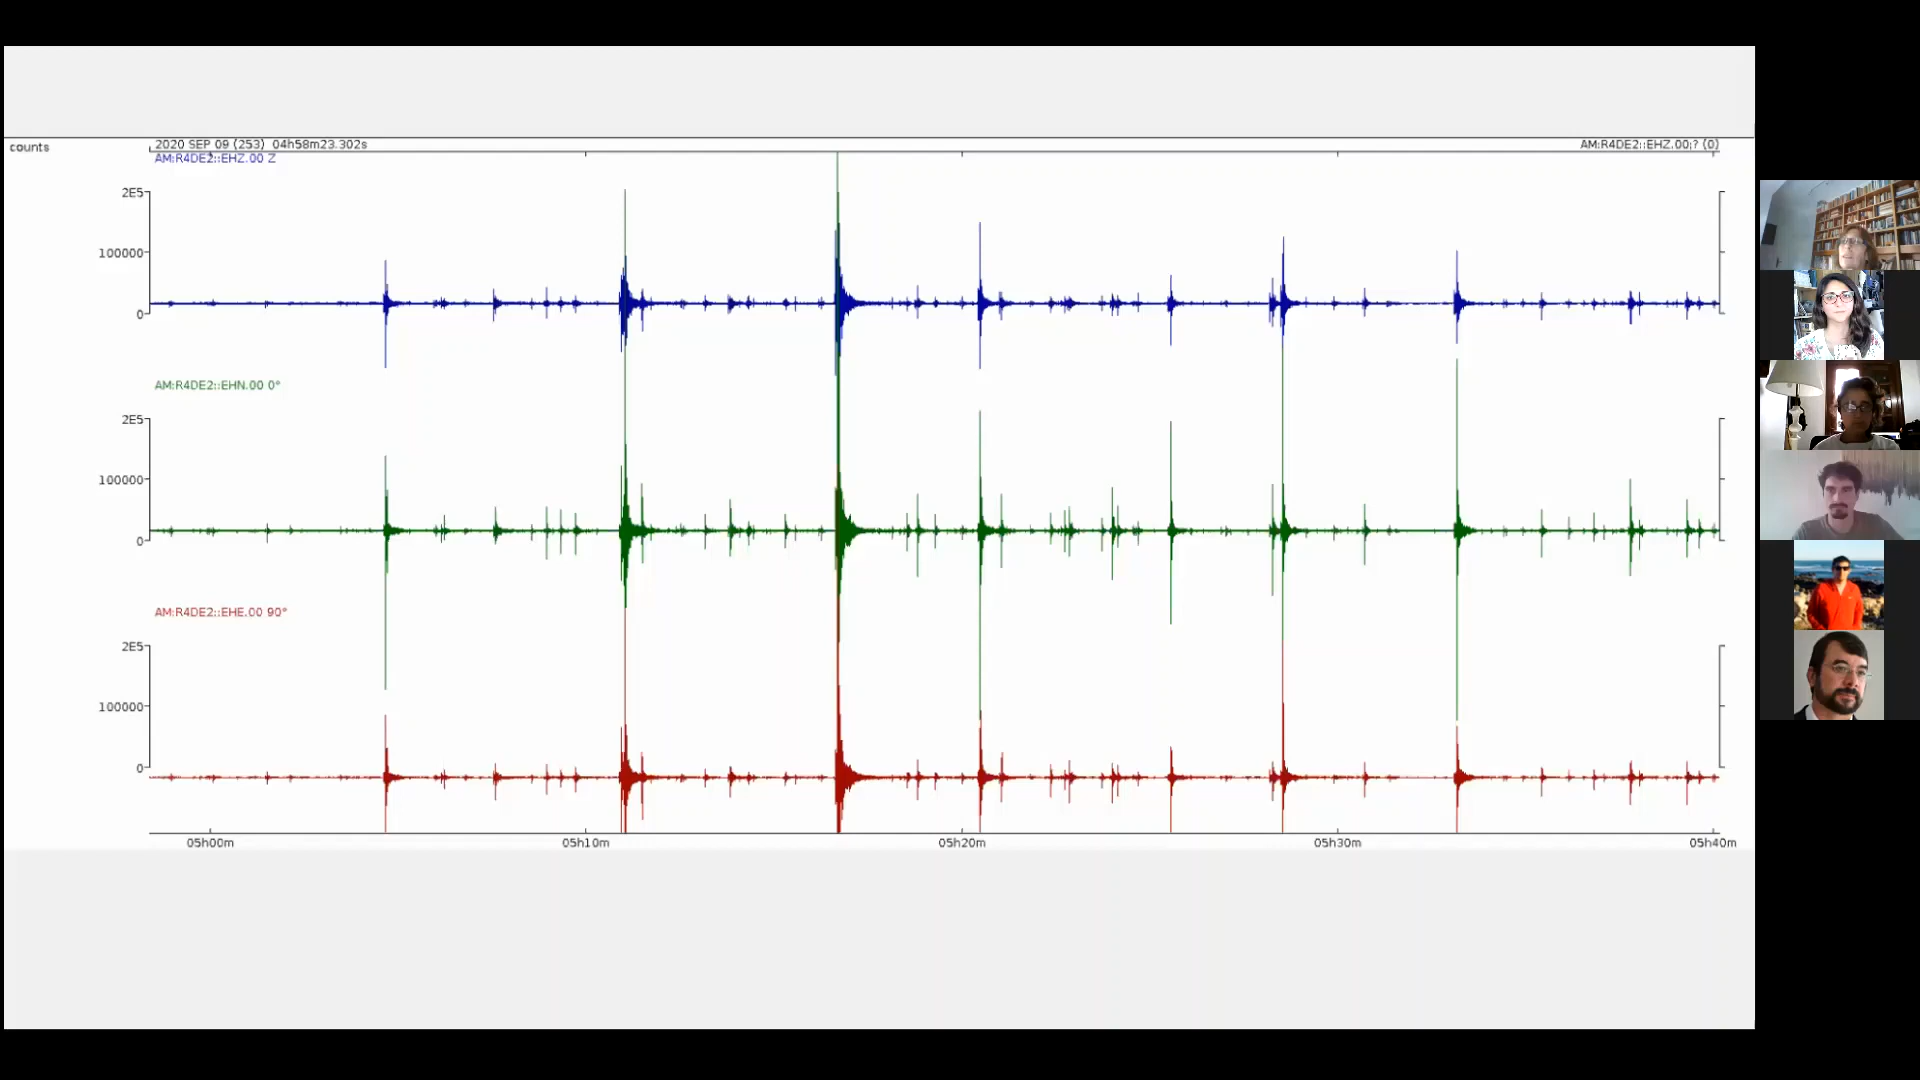 counts
2020 SEP 09 (253) 04h58m23.302s
AM:R4DE2::EHZ.00;? (0)
AM:R4DE2::EHZ.00 Z
2E5
100000
0
AM:R4DE2::EHN.00 0°
2E5
100000
0
AM:R4DE2::EHE.00 90°
2E5
100000
0
05h00m 05h10m 05h20m 05h30m 05h40m